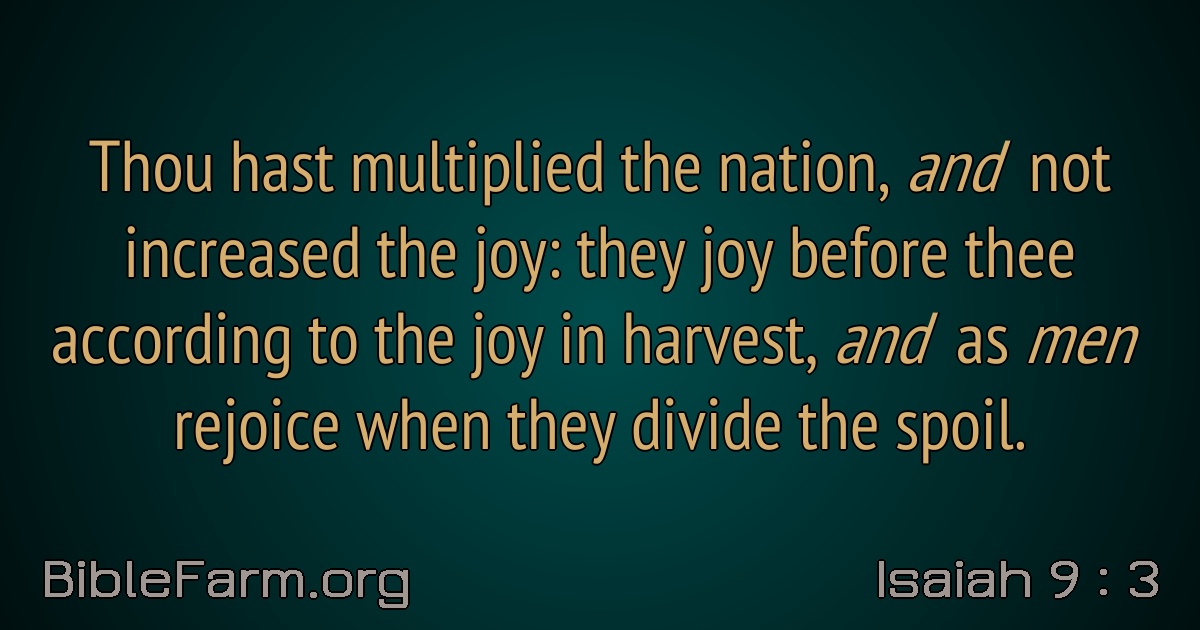 Thou hast multiplied the nation, and not
increased the joy: they joy before thee
according to the joy in harvest, and as men
rejoice when they divide the spoil.
BibleFarm.org
Isaiah 9 : 3